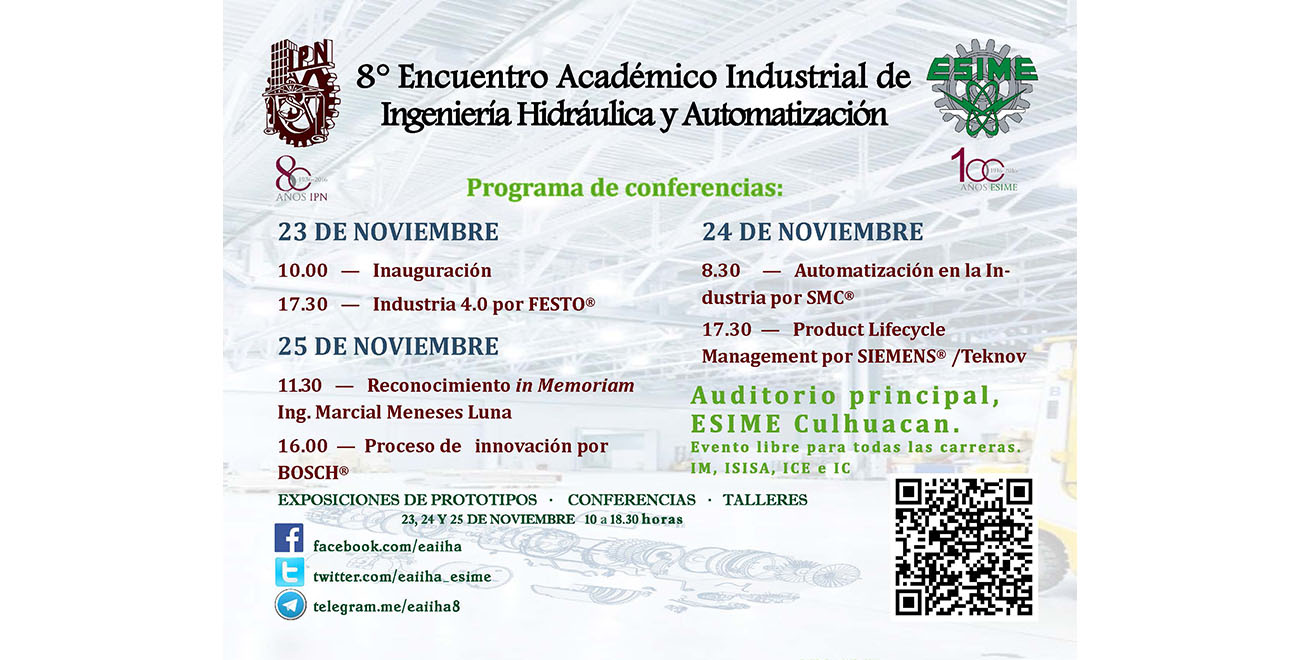 IPN
8° Encuentro Académico Industrial de
Ingeniería Hidráulica y Automatización
ESIME
80 1936-2016
AÑOS IPN
100
AÑOS ESIME
Programa de conferencias:
23 DE NOVIEMBRE
10.00 — Inauguración
17.30 — Industria 4.0 por FESTO®
25 DE NOVIEMBRE
11.30 — Reconocimiento in Memoriam
Ing. Marcial Meneses Luna
16.00 — Proceso de innovación por
BOSCH®
24 DE NOVIEMBRE
8.30 — Automatización en la In-
dustria por SMC®
17.30 — Product Lifecycle
Management por SIEMENS® /Teknov
Auditorio principal,
ESIME Culhuacan.
Evento libre para todas las carreras.
IM, ISISA, ICE e IC
EXPOSICIONES DE PROTOTIPOS · CONFERENCIAS · TALLERES
23, 24 Y 25 DE NOVIEMBRE 10 a 18.30 horas
facebook.com/eaiiha
twitter.com/eaiiha_esime
telegram.me/eaiiha8